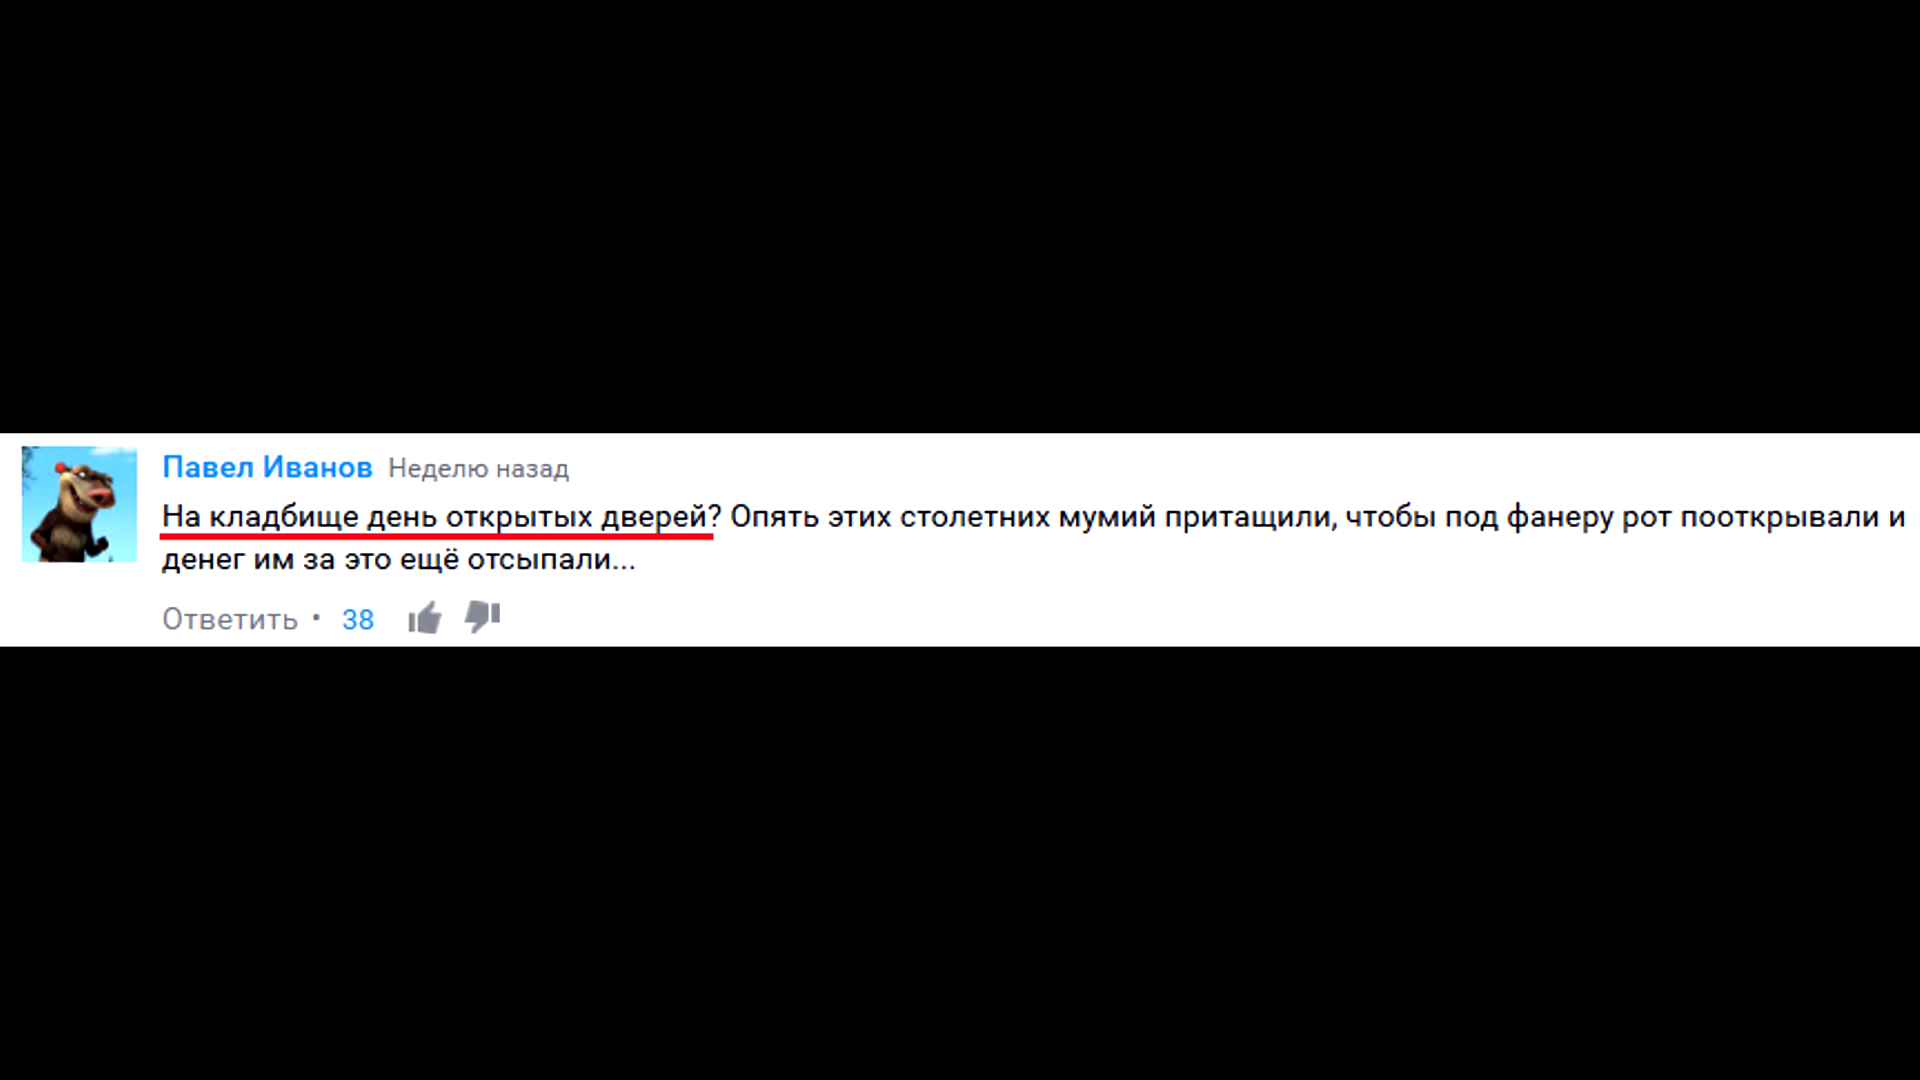 Павел Иванов Неделю назад
На кладбище день открытых дверей? Опять этих столетних мумий притащили, чтобы под фанеру рот пооткрывали и
денег им за это ещё отсыпали...
Ответить • 38